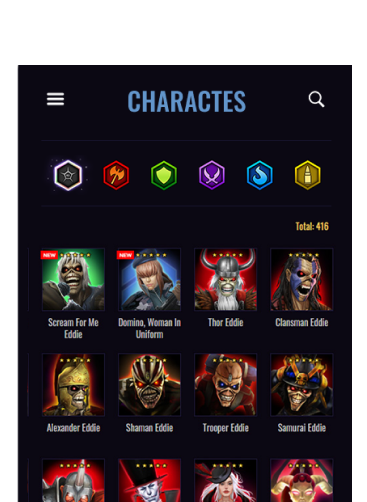 CHARACTES
Total: 416
NEW
NEW
Scream For Me
Eddie
Domino, Woman In
Uniform
Thor Eddie
Clansman Eddie
Alexander Eddie
Shaman Eddie
Trooper Eddie
Samurai Eddie